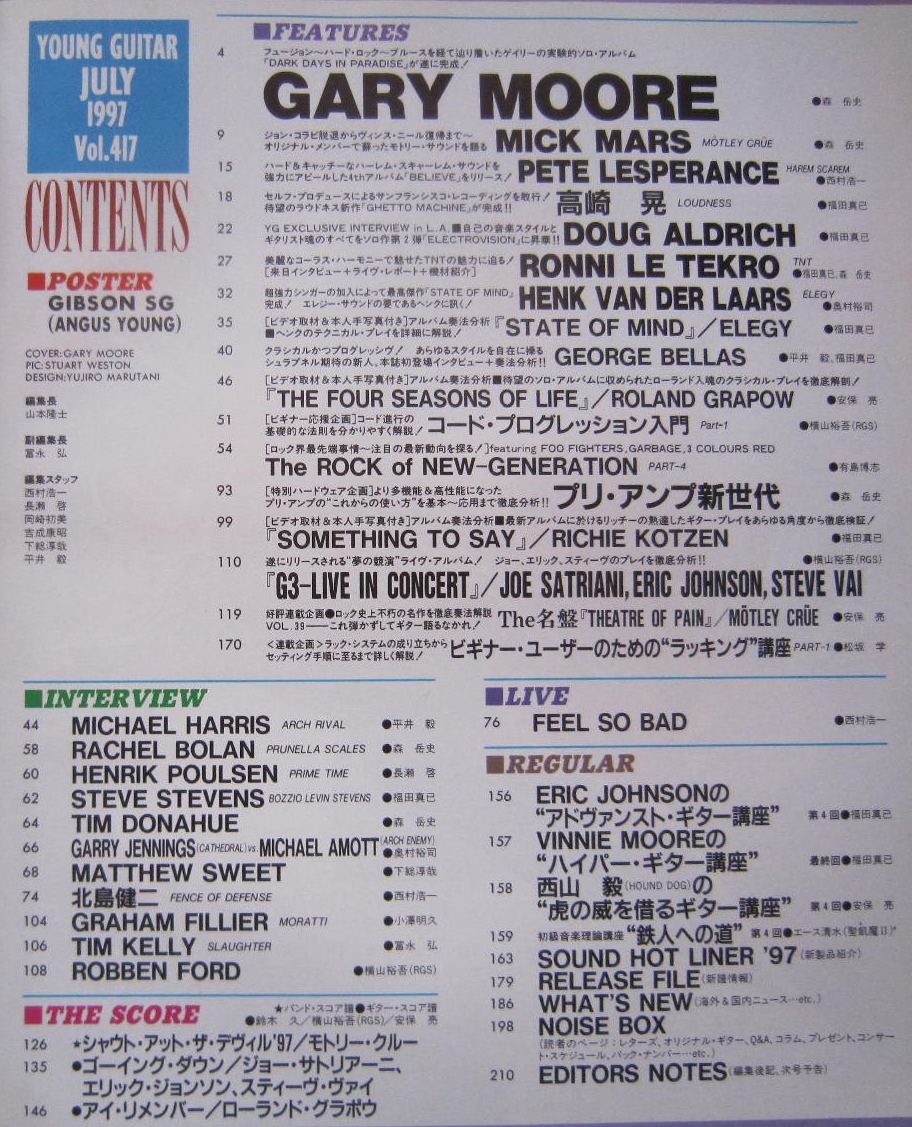 YOUNG GUITAR
JULY
1997
Vol.417
CONTENTS
■POSTER
GIBSON SG
(ANGUS YOUNG)
COVER:GARY MOORE
PIC:STUART WESTON
DESIGN:YUJIRO MARUTANI
編集長
山本隆士
副編集長
冨永 弘
編集スタッフ
西村浩一
長瀬 啓
岡崎初美
吉成康昭
下総淳哉
平井 毅
■FEATURES
4 フュージョン〜ハード・ロック〜ブルースを経て辿り着いたゲイリーの実験的ソロ・アルバム
「DARK DAYS IN PARADISE」が遂に完成!
GARY MOORE ●森 岳史
9 ジョン・コラビ脱退からヴィンス・ニール復帰まで〜
オリジナル・メンバーで蘇ったモトリー・サウンドを語る MICK MARS MÖTLEY CRÜE ●森 岳史
15 ハード&キャッチーなハーレム・スキャーレム・サウンドを
強力にアピールした4thアルバム「BELIEVE」をリリース! PETE LESPERANCE HAREM SCAREM ●西村浩一
18 セルフ・プロデュースによるサンフランシスコ・レコーディングを敢行!
待望のラウドネス新作「GHETTO MACHINE」が完成!! 高崎 晃 LOUDNESS ●福田真己
22 YG EXCLUSIVE INTERVIEW in L.A.■自己の音楽スタイルと
ギタリスト魂のすべてをソロ作第2弾「ELECTROVISION」に昇華!! DOUG ALDRICH ●福田真己
27 美麗なコーラス・ハーモニーで魅せたTNTの魅力に迫る!
[来日インタビュー+ライヴ・レポート+機材紹介] RONNI LE TEKRO TNT ●福田真己,森 岳史
32 超強力シンガーの加入によって最高傑作「STATE OF MIND」
完成! エレジー・サウンドの要であるヘンクに訊く! HENK VAN DER LAARS ELEGY ●奥村裕司
35 [ビデオ取材&本人手写真付き]アルバム奏法分析
■ヘンクのテクニカル・プレイを詳細に解説! 『STATE OF MIND』/ELEGY ●福田真己
40 クラシカルかつプログレッシヴ! あらゆるスタイルを自在に操る
シュラプネル期待の新人、本誌初登場インタビュー+奏法分析!! GEORGE BELLAS ●平井 毅,福田真己
46 [ビデオ取材&本人手写真付き]アルバム奏法分析■待望のソロ・アルバムに収められたローランド入魂のクラシカル・プレイを徹底解剖!
『THE FOUR SEASONS OF LIFE』/ROLAND GRAPOW ●安保 亮
51 [ビギナー応援企画]コード進行の
基礎的な法則を分かりやすく解説! コード・プログレッション入門 Part-1 ●横山裕吾(RGS)
54 [ロック界最先端事情〜注目の最新動向を探る!]featuring FOO FIGHTERS,GARBAGE,3 COLOURS RED
The ROCK of NEW-GENERATION PART-4 ●有島博志
93 [特別ハードウェア企画]より多機能&高性能になった
プリ・アンプの“これからの使い方”を基本〜応用まで徹底分析!! プリ・アンプ新世代 ●森 岳史
99 [ビデオ取材&本人手写真付き]アルバム奏法分析■最新アルバムに於けるリッチーの熟達したギター・プレイをあらゆる角度から徹底検証!
『SOMETHING TO SAY』/RICHIE KOTZEN ●福田真己
110 遂にリリースされる“夢の競演”ライヴ・アルバム! ジョー、エリック、スティーヴのプレイを徹底分析!! ●横山裕吾(RGS)
『G3-LIVE IN CONCERT』/JOE SATRIANI,ERIC JOHNSON,STEVE VAI
119 好評連載企画●ロック史上不朽の名作を徹底奏法解説
VOL.39――これ弾かずしてギター語るなかれ! The名盤『THEATRE OF PAIN』/MÖTLEY CRÜE ●安保 亮
170 <連載企画>ラック・システムの成り立ちから
セッティング手順に至るまで詳しく解説! ビギナー・ユーザーのための“ラッキング”講座 PART-1 ●松坂 学
■INTERVIEW
44 MICHAEL HARRIS ARCH RIVAL ●平井 毅
58 RACHEL BOLAN PRUNELLA SCALES ●森 岳史
60 HENRIK POULSEN PRIME TIME ●長瀬 啓
62 STEVE STEVENS BOZZIO LEVIN STEVENS ●福田真己
64 TIM DONAHUE ●森 岳史
66 GARRY JENNINGS(CATHEDRAL)vs.MICHAEL AMOTT(ARCH ENEMY) ●奥村裕司
68 MATTHEW SWEET ●下総淳哉
74 北島健二 FENCE OF DEFENSE ●西村浩一
104 GRAHAM FILLIER MORATTI ●小澤明久
106 TIM KELLY SLAUGHTER ●冨永 弘
108 ROBBEN FORD ●横山裕吾(RGS)
■THE SCORE ★バンド・スコア譜●ギター・スコア譜
●鈴木 久/横山裕吾(RGS)/安保 亮
126 ★シャウト・アット・ザ・デヴィル'97/モトリー・クルー
135 ●ゴーイング・ダウン/ジョー・サトリアーニ、
エリック・ジョンソン、スティーヴ・ヴァイ
146 ●アイ・リメンバー/ローランド・グラポウ
■LIVE
76 FEEL SO BAD ●西村浩一
■REGULAR
156 ERIC JOHNSONの
“アドヴァンスト・ギター講座” 第4回●福田真己
157 VINNIE MOOREの
“ハイパー・ギター講座” 最終回●福田真己
158 西山 毅(HOUND DOG)の
“虎の威を借るギター講座” 第4回●安保 亮
159 初級音楽理論講座“鉄人への道” 第4回●エース清水(聖飢魔II)
163 SOUND HOT LINER '97(新製品紹介)
179 RELEASE FILE(新譜情報)
186 WHAT'S NEW(海外&国内ニュース…etc.)
198 NOISE BOX
(読者のページ:レターズ、オリジナル・ギター、Q&A、コラム、プレゼント、コンサー
ト・スケジュール、バック・ナンバー…etc.)
210 EDITORS NOTES(編集後記、次号予告)